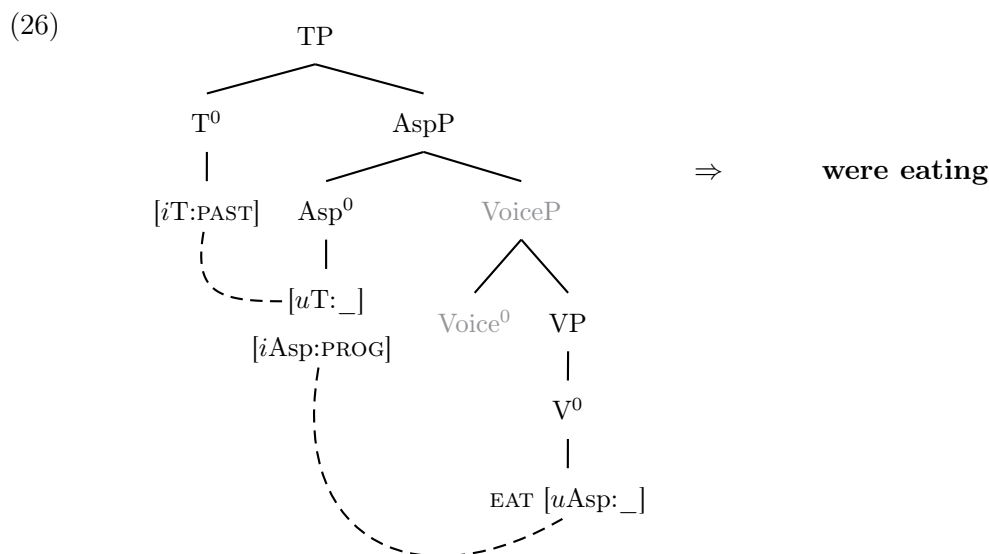 (26)
TP
T⁰ AspP
⇒ were eating
[iT:PAST] Asp⁰ VoiceP
[uT:_]
Voice⁰ VP
[iAsp:PROG]
V⁰
EAT [uAsp:_]